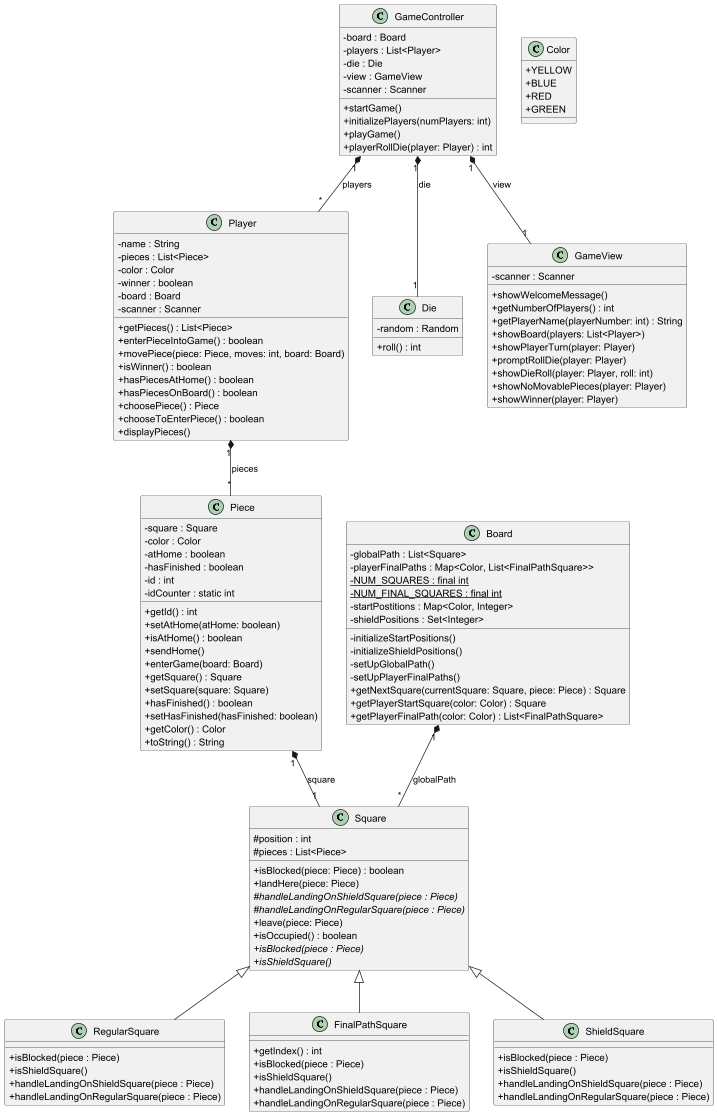 C GameController
-board : Board
-players : List<Player>
-die : Die
-view : GameView
-scanner : Scanner
+startGame()
+initializePlayers(numPlayers: int)
+playGame()
+playerRollDie(player: Player) : int
C Color
+YELLOW
+BLUE
+RED
+GREEN
1
1
1
players
die
view
*
1
1
C Player
-name : String
-pieces : List<Piece>
-color : Color
-winner : boolean
-board : Board
-scanner : Scanner
+getPieces() : List<Piece>
+enterPieceIntoGame() : boolean
+movePiece(piece: Piece, moves: int, board: Board)
+isWinner() : boolean
+hasPiecesAtHome() : boolean
+hasPiecesOnBoard() : boolean
+choosePiece() : Piece
+chooseToEnterPiece() : boolean
+displayPieces()
C Die
-random : Random
+roll() : int
C GameView
-scanner : Scanner
+showWelcomeMessage()
+getNumberOfPlayers() : int
+getPlayerName(playerNumber: int) : String
+showBoard(players: List<Player>)
+showPlayerTurn(player: Player)
+promptRollDie(player: Player)
+showDieRoll(player: Player, roll: int)
+showNoMovablePieces(player: Player)
+showWinner(player: Player)
1
pieces
*
C Piece
-square : Square
-color : Color
-atHome : boolean
-hasFinished : boolean
-id : int
-idCounter : static int
+getId() : int
+setAtHome(atHome: boolean)
+isAtHome() : boolean
+sendHome()
+enterGame(board: Board)
+getSquare() : Square
+setSquare(square: Square)
+hasFinished() : boolean
+setHasFinished(hasFinished: boolean)
+getColor() : Color
+toString() : String
C Board
-globalPath : List<Square>
-playerFinalPaths : Map<Color, List<FinalPathSquare>>
-NUM_SQUARES : final int
-NUM_FINAL_SQUARES : final int
-startPostitions : Map<Color, Integer>
-shieldPositions : Set<Integer>
-initializeStartPositions()
-initializeShieldPositions()
-setUpGlobalPath()
-setUpPlayerFinalPaths()
+getNextSquare(currentSquare: Square, piece: Piece) : Square
+getPlayerStartSquare(color: Color) : Square
+getPlayerFinalPath(color: Color) : List<FinalPathSquare>
1
1
square
globalPath
1
*
C Square
#position : int
#pieces : List<Piece>
+isBlocked(piece: Piece) : boolean
+landHere(piece: Piece)
#handleLandingOnShieldSquare(piece : Piece)
#handleLandingOnRegularSquare(piece : Piece)
+leave(piece: Piece)
+isOccupied() : boolean
+isBlocked(piece : Piece)
+isShieldSquare()
C RegularSquare
+isBlocked(piece : Piece)
+isShieldSquare()
+handleLandingOnShieldSquare(piece : Piece)
+handleLandingOnRegularSquare(piece : Piece)
C FinalPathSquare
+getIndex() : int
+isBlocked(piece : Piece)
+isShieldSquare()
+handleLandingOnShieldSquare(piece : Piece)
+handleLandingOnRegularSquare(piece : Piece)
C ShieldSquare
+isBlocked(piece : Piece)
+isShieldSquare()
+handleLandingOnShieldSquare(piece : Piece)
+handleLandingOnRegularSquare(piece : Piece)